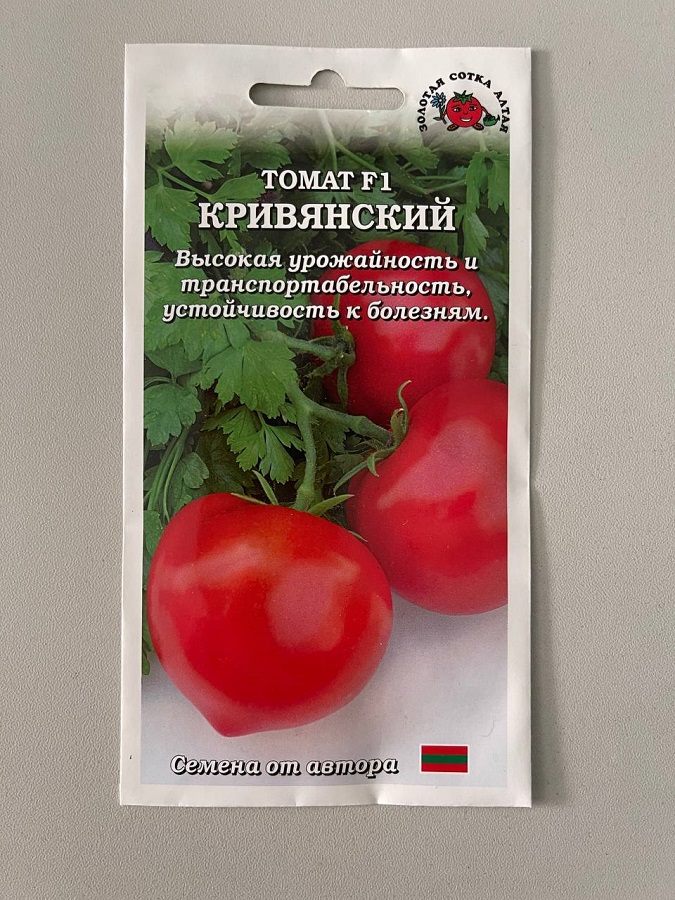 ЗОЛОТАЯ СОТКА АЛТАЯ
ТОМАТ F1
КРИВЯНСКИЙ
Высокая урожайность и
транспортабельность,
устойчивость к болезням.
Семена от автора